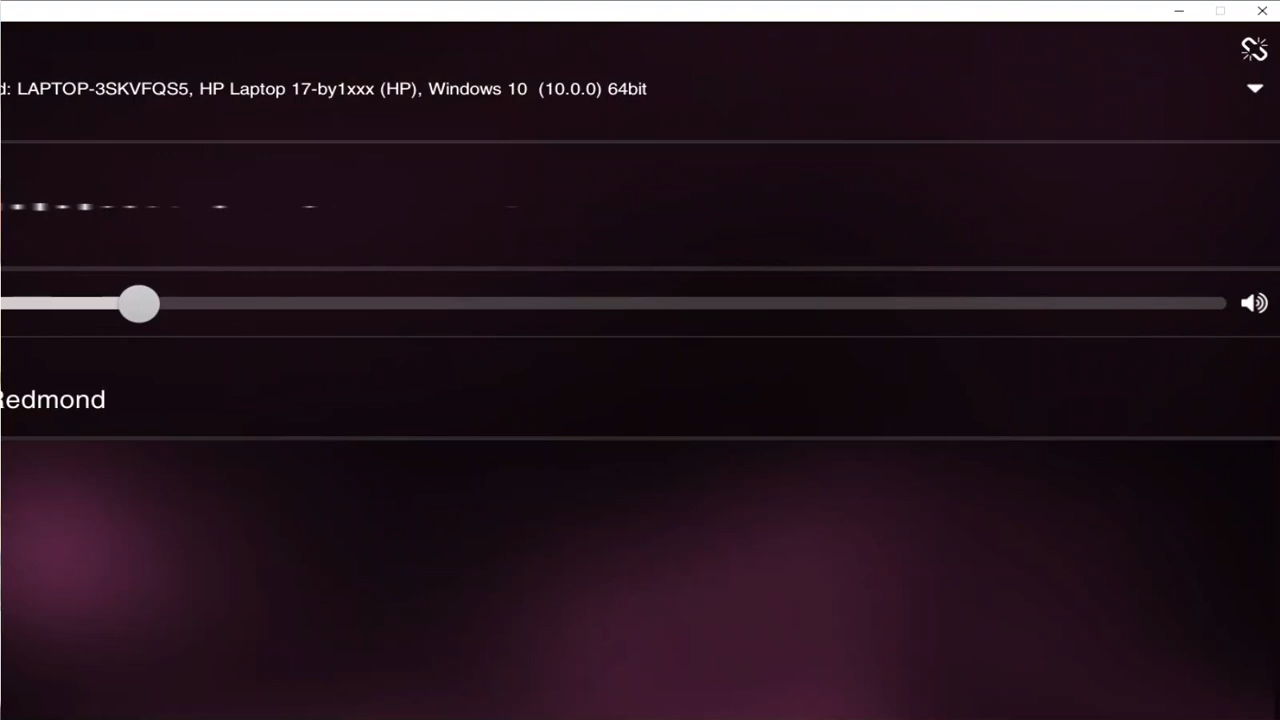 d: LAPTOP-3SKVFQS5, HP Laptop 17-by1xxx (HP), Windows 10 (10.0.0) 64bit
Redmond